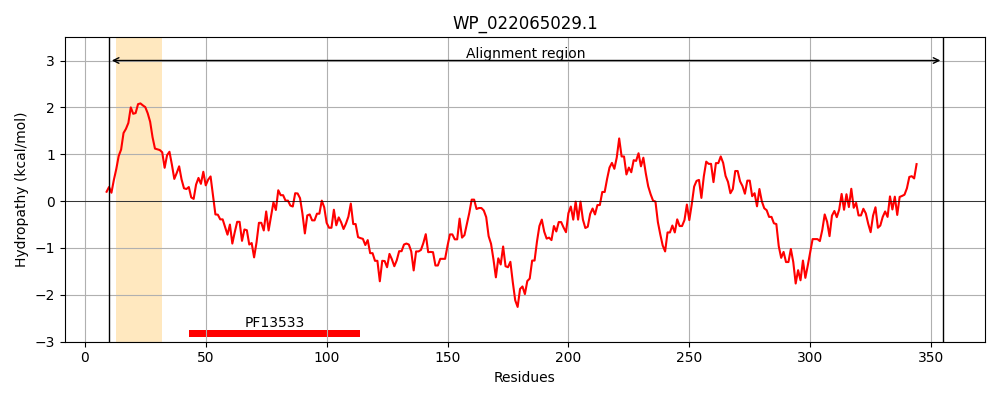 WP_022065029.1
Alignment region
Hydropathy (kcal/mol)
3
2
1
0
−1
−2
−3
PF13533
0 50 100 150 200 250 300 350
Residues